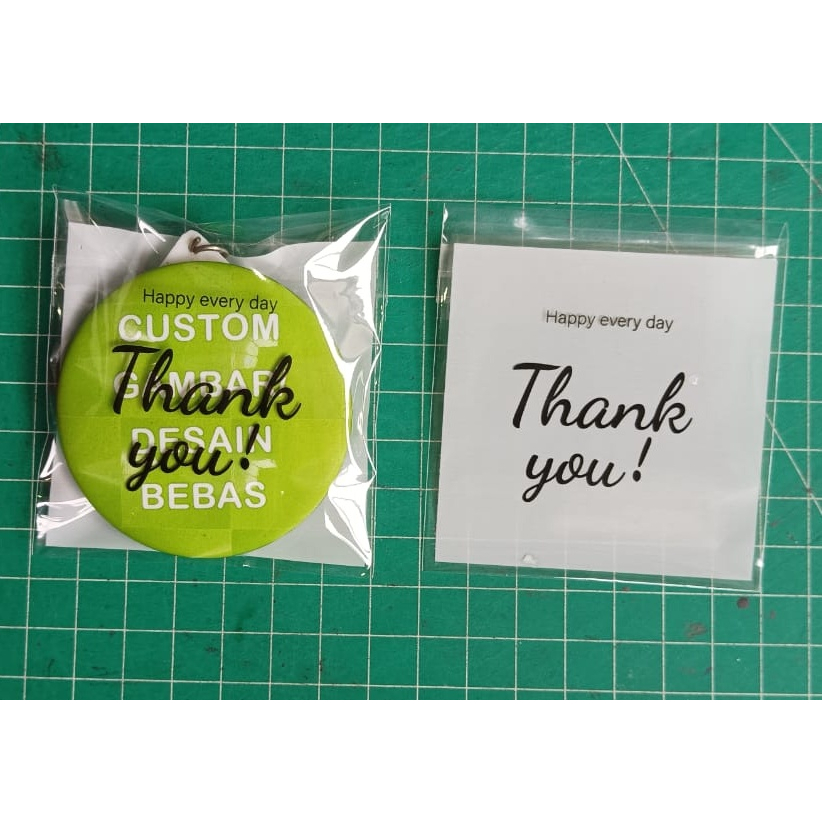 Happy every day
CUSTOM
GAMBAR
Thank
DESAIN
you!
BEBAS
Happy every day
Thank
you!